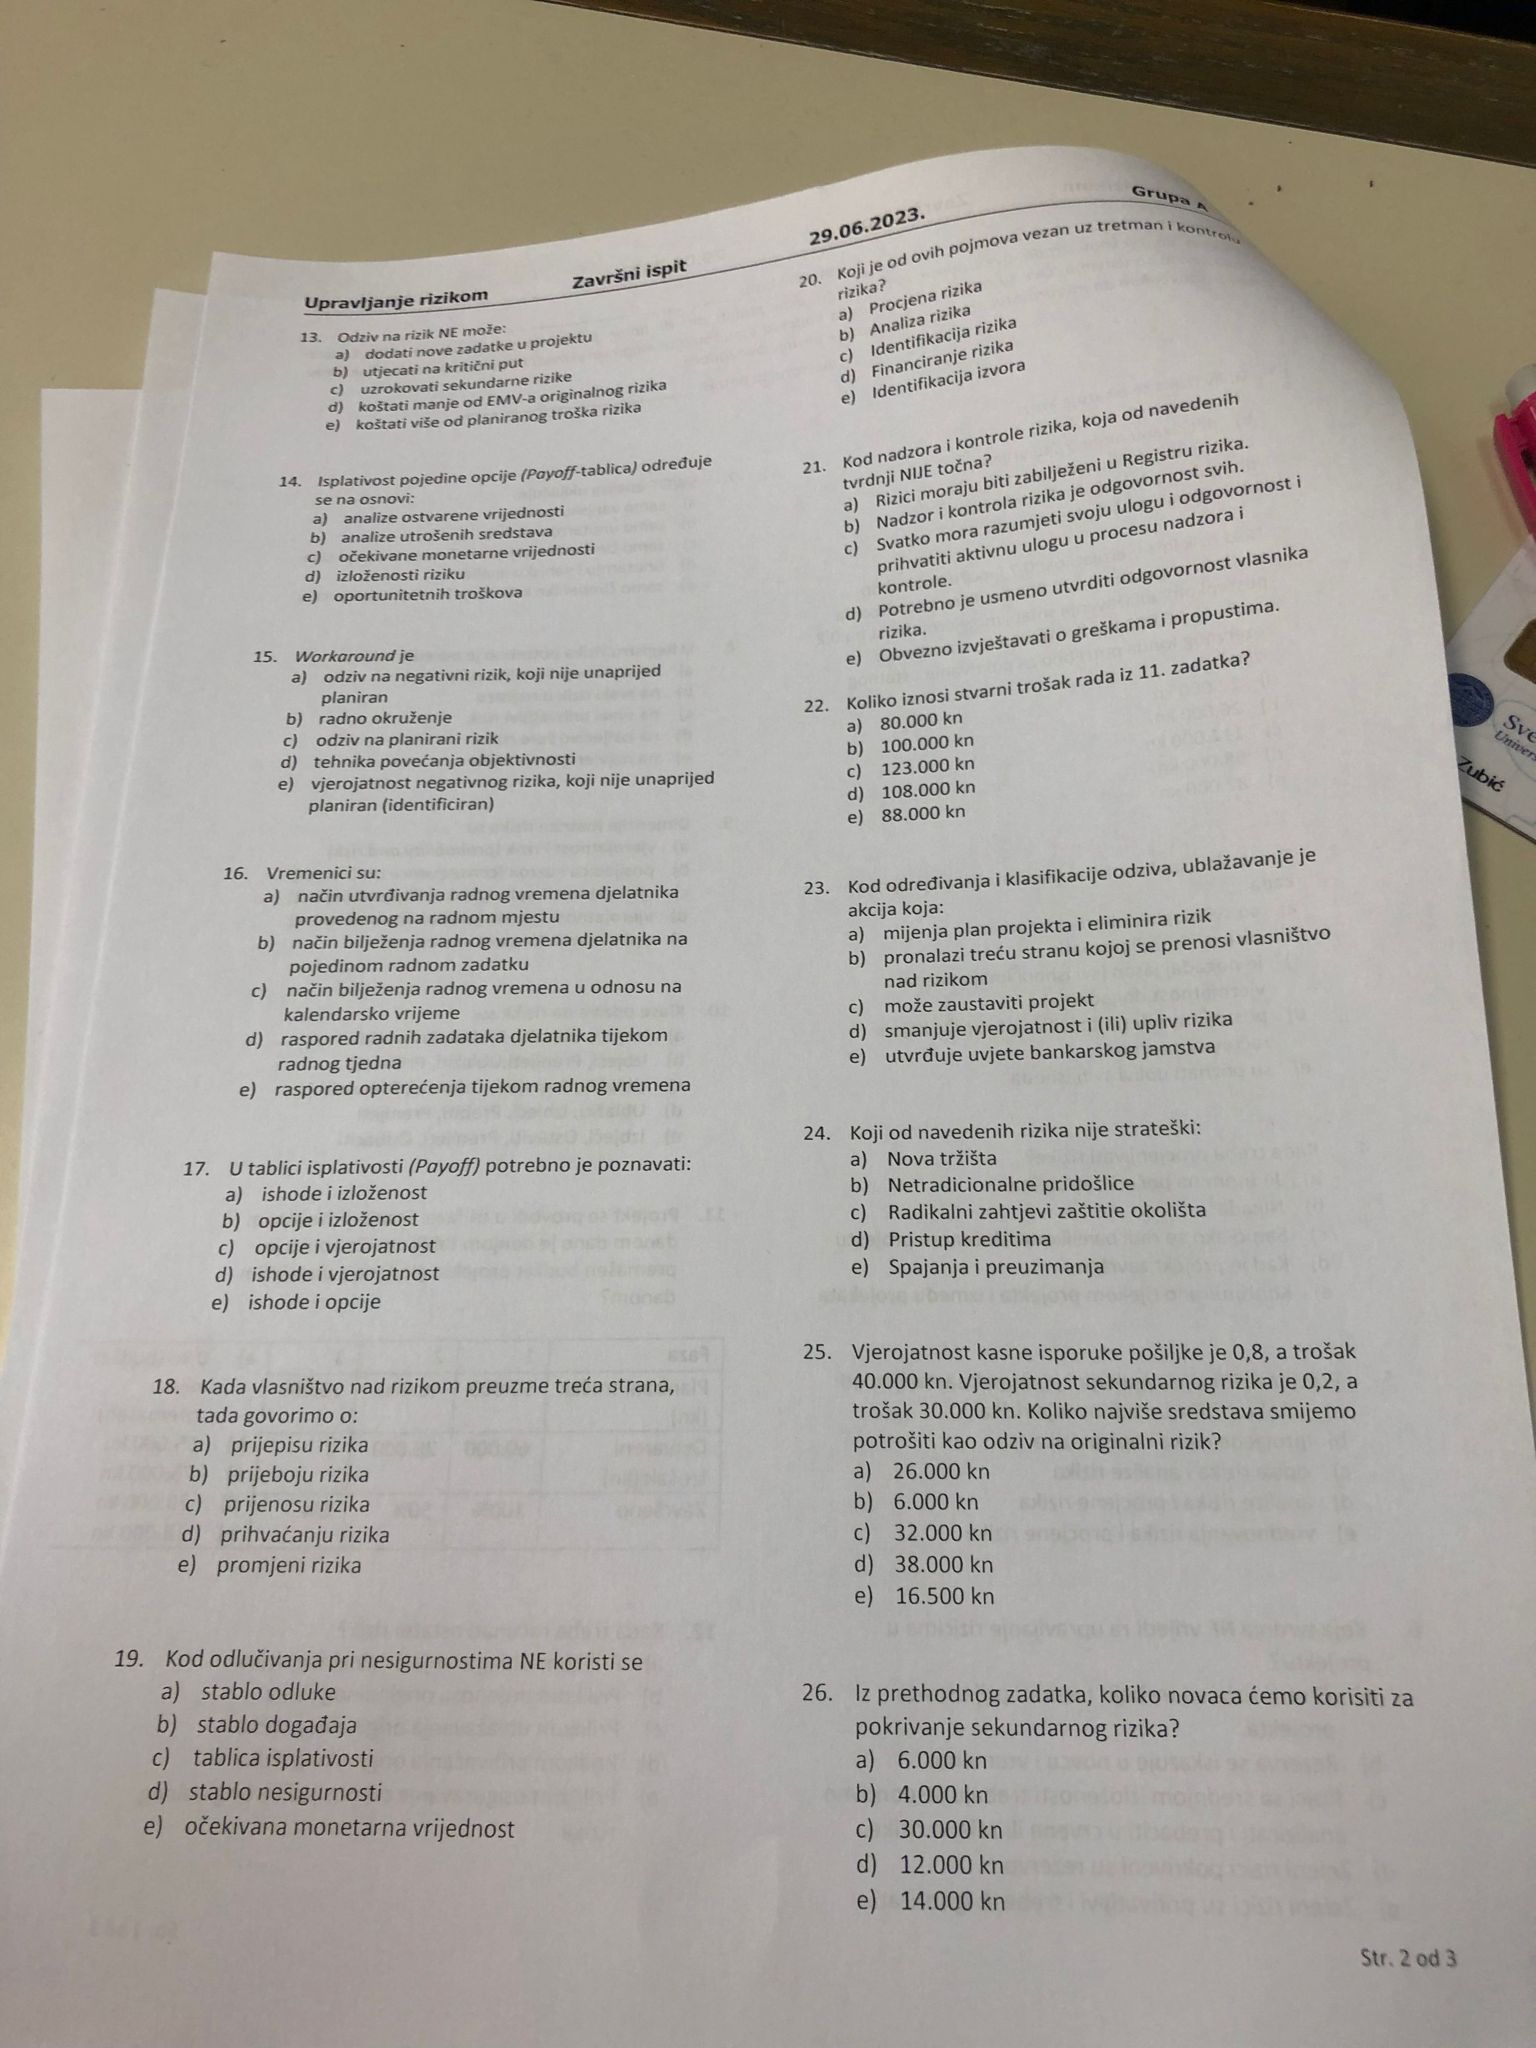 Upravljanje rizikom
Završni ispit
29.06.2023.
Grupa A
13. Odziv na rizik NE može:
a) dodati nove zadatke u projektu
b) utjecati na kritični put
c) uzrokovati sekundarne rizike
d) koštati manje od EMV-a originalnog rizika
e) koštati više od planiranog troška rizika
14. Isplativost pojedine opcije (Payoff-tablica) određuje
se na osnovi:
a) analize ostvarene vrijednosti
b) analize utrošenih sredstava
c) očekivane monetarne vrijednosti
d) izloženosti riziku
e) oportunitetnih troškova
15. Workaround je
a) odziv na negativni rizik, koji nije unaprijed
planiran
b) radno okruženje
c) odziv na planirani rizik
d) tehnika povećanja objektivnosti
e) vjerojatnost negativnog rizika, koji nije unaprijed
planiran (identificiran)
16. Vremenici su:
a) način utvrđivanja radnog vremena djelatnika
provedenog na radnom mjestu
b) način bilježenja radnog vremena djelatnika na
pojedinom radnom zadatku
c) način bilježenja radnog vremena u odnosu na
kalendarsko vrijeme
d) raspored radnih zadataka djelatnika tijekom
radnog tjedna
e) raspored opterećenja tijekom radnog vremena
17. U tablici isplativosti (Payoff) potrebno je poznavati:
a) ishode i izloženost
b) opcije i izloženost
c) opcije i vjerojatnost
d) ishode i vjerojatnost
e) ishode i opcije
18. Kada vlasništvo nad rizikom preuzme treća strana,
tada govorimo o:
a) prijepisu rizika
b) prijeboju rizika
c) prijenosu rizika
d) prihvaćanju rizika
e) promjeni rizika
19. Kod odlučivanja pri nesigurnostima NE koristi se
a) stablo odluke
b) stablo događaja
c) tablica isplativosti
d) stablo nesigurnosti
e) očekivana monetarna vrijednost
20. Koji je od ovih pojmova vezan uz tretman i kontrolu
rizika?
a) Procjena rizika
b) Analiza rizika
c) Identifikacija rizika
d) Financiranje rizika
e) Identifikacija izvora
21. Kod nadzora i kontrole rizika, koja od navedenih
tvrdnji NIJE točna?
a) Rizici moraju biti zabilježeni u Registru rizika.
b) Nadzor i kontrola rizika je odgovornost svih.
c) Svatko mora razumjeti svoju ulogu i odgovornost i
prihvatiti aktivnu ulogu u procesu nadzora i
kontrole.
d) Potrebno je usmeno utvrditi odgovornost vlasnika
rizika.
e) Obvezno izvještavati o greškama i propustima.
22. Koliko iznosi stvarni trošak rada iz 11. zadatka?
a) 80.000 kn
b) 100.000 kn
c) 123.000 kn
d) 108.000 kn
e) 88.000 kn
23. Kod određivanja i klasifikacije odziva, ublažavanje je
akcija koja:
a) mijenja plan projekta i eliminira rizik
b) pronalazi treću stranu kojoj se prenosi vlasništvo
nad rizikom
c) može zaustaviti projekt
d) smanjuje vjerojatnost i (ili) upliv rizika
e) utvrđuje uvjete bankarskog jamstva
24. Koji od navedenih rizika nije strateški:
a) Nova tržišta
b) Netradicionalne pridošlice
c) Radikalni zahtjevi zaštitie okolišta
d) Pristup kreditima
e) Spajanja i preuzimanja
25. Vjerojatnost kasne isporuke pošiljke je 0,8, a trošak
40.000 kn. Vjerojatnost sekundarnog rizika je 0,2, a
trošak 30.000 kn. Koliko najviše sredstava smijemo
potrošiti kao odziv na originalni rizik?
a) 26.000 kn
b) 6.000 kn
c) 32.000 kn
d) 38.000 kn
e) 16.500 kn
26. Iz prethodnog zadatka, koliko novaca ćemo korisiti za
pokrivanje sekundarnog rizika?
a) 6.000 kn
b) 4.000 kn
c) 30.000 kn
d) 12.000 kn
e) 14.000 kn
Str. 2 od 3
Zubić